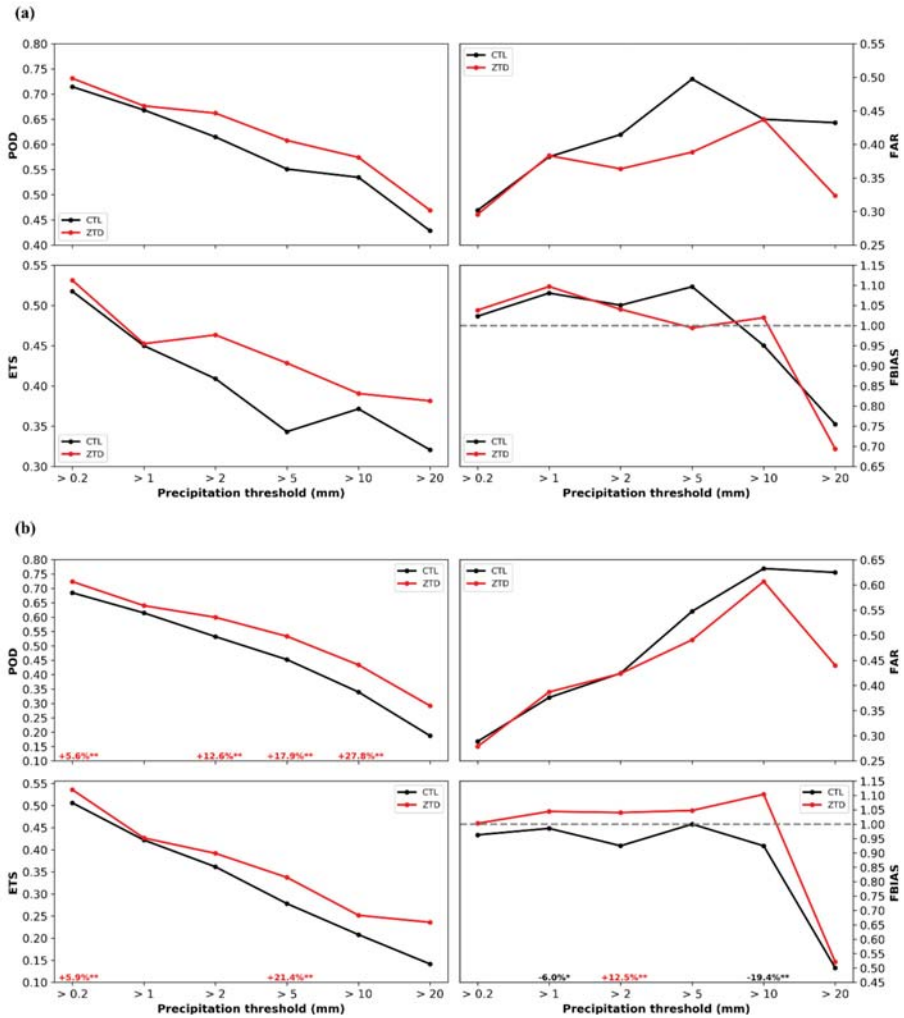 (a)
0.80
0.75
0.70
0.65
0.60
0.55
0.50
0.45
0.40
POD
CTL
ZTD
CTL
ZTD
0.55
0.50
0.45
0.40
0.35
0.30
0.25
FAR
0.55
0.50
0.45
0.40
0.35
0.30
ETS
CTL
ZTD
> 0.2 > 1 > 2 > 5 > 10 > 20
Precipitation threshold (mm)
1.15
1.10
1.05
1.00
0.95
0.90
0.85
0.80
0.75
0.70
0.65
FBIAS
CTL
ZTD
> 0.2 > 1 > 2 > 5 > 10 > 20
Precipitation threshold (mm)
(b)
0.80
0.75
0.70
0.65
0.60
0.55
0.50
0.45
0.40
0.35
0.30
0.25
0.20
0.15
0.10
POD
CTL
ZTD
+5.6%** +12.6%** +17.9%** +27.8%**
CTL
ZTD
0.65
0.60
0.55
0.50
0.45
0.40
0.35
0.30
0.25
FAR
0.55
0.50
0.45
0.40
0.35
0.30
0.25
0.20
0.15
0.10
ETS
CTL
ZTD
+5.9%** +21.4%**
> 0.2 > 1 > 2 > 5 > 10 > 20
Precipitation threshold (mm)
CTL
ZTD
1.15
1.10
1.05
1.00
0.95
0.90
0.85
0.80
0.75
0.70
0.65
0.60
0.55
0.50
0.45
FBIAS
-6.0%* +12.5%** -19.4%**
> 0.2 > 1 > 2 > 5 > 10 > 20
Precipitation threshold (mm)